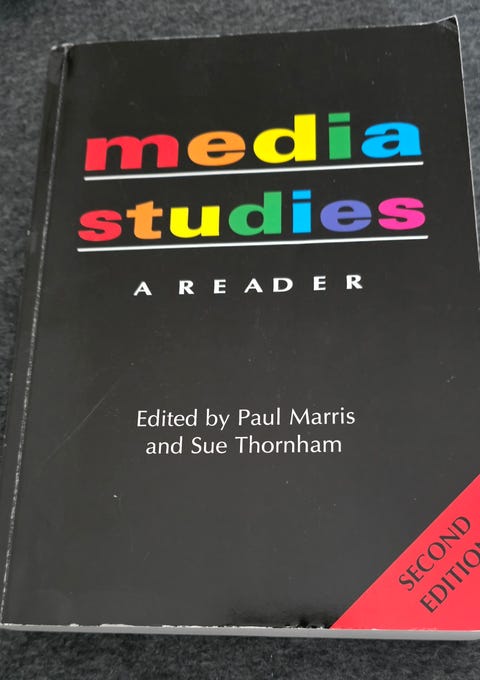 media
studies
A READER
Edited by Paul Marris
and Sue Thornham
SECOND
EDITION